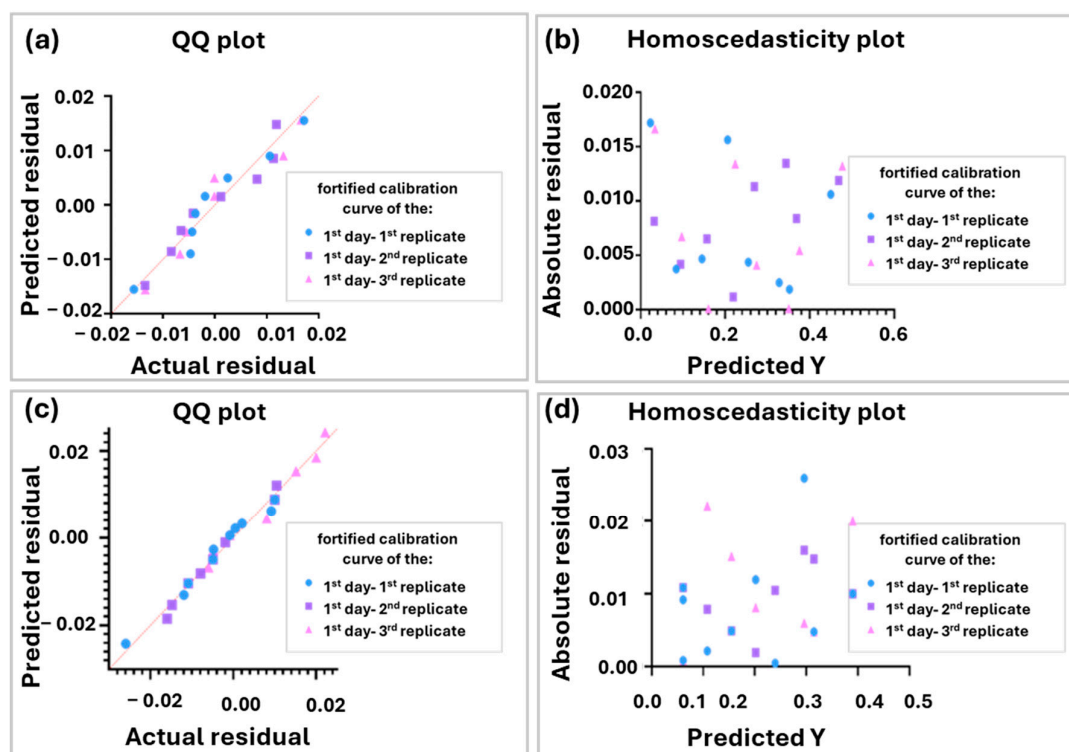 (a)
QQ plot
Predicted residual
0.02
0.01
0.00
−0.01
−0.02
−0.02
−0.01
0.00
0.01
0.02
Actual residual
fortified calibration
curve of the:
1st day- 1st replicate
1st day- 2nd replicate
1st day- 3rd replicate
(b)
Homoscedasticity plot
Absolute residual
0.020
0.015
0.010
0.005
0.000
0.0
0.2
0.4
0.6
Predicted Y
fortified calibration
curve of the:
1st day- 1st replicate
1st day- 2nd replicate
1st day- 3rd replicate
(c)
QQ plot
Predicted residual
0.02
0.00
−0.02
−0.02
0.00
0.02
Actual residual
fortified calibration
curve of the:
1st day- 1st replicate
1st day- 2nd replicate
1st day- 3rd replicate
(d)
Homoscedasticity plot
Absolute residual
0.03
0.02
0.01
0.00
0.0
0.1
0.2
0.3
0.4
0.5
Predicted Y
fortified calibration
curve of the:
1st day- 1st replicate
1st day- 2nd replicate
1st day- 3rd replicate